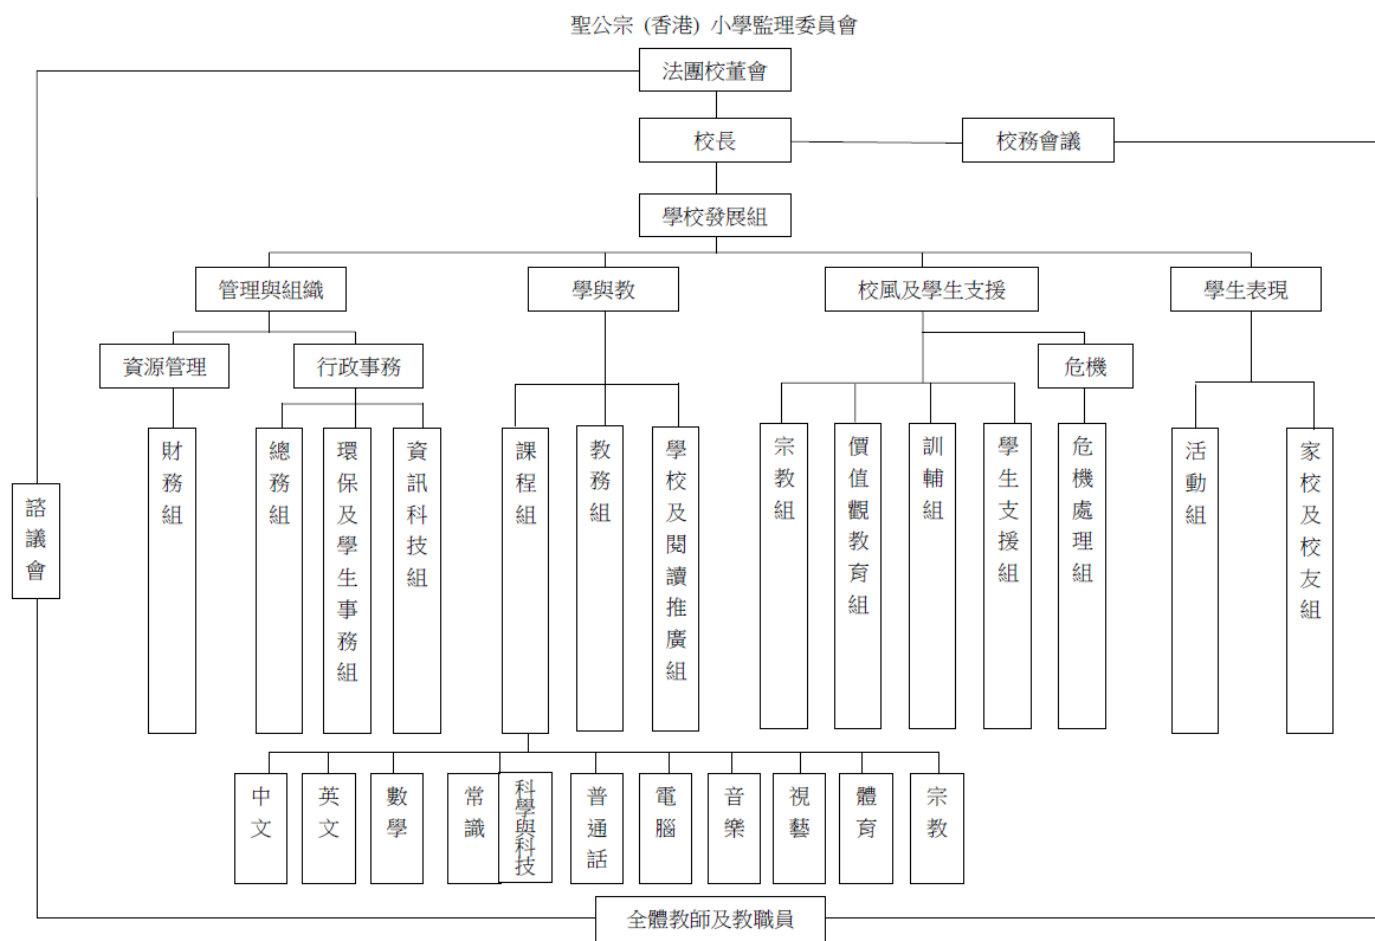 聖公宗 (香港) 小學監理委員會
法團校董會
校長
校務會議
學校發展組
管理與組織
學與教
校風及學生支援
學生表現
資源管理
行政事務
危機
財務組
總務組
環保及學生事務組
資訊科技組
課程組
教務組
學校及閱讀推廣組
宗教組
價值觀教育組
訓輔組
學生支援組
危機處理組
活動組
家校及校友組
諮議會
中文
英文
數學
常識
科學與科技
普通話
電腦
音樂
視藝
體育
宗教
全體教師及教職員